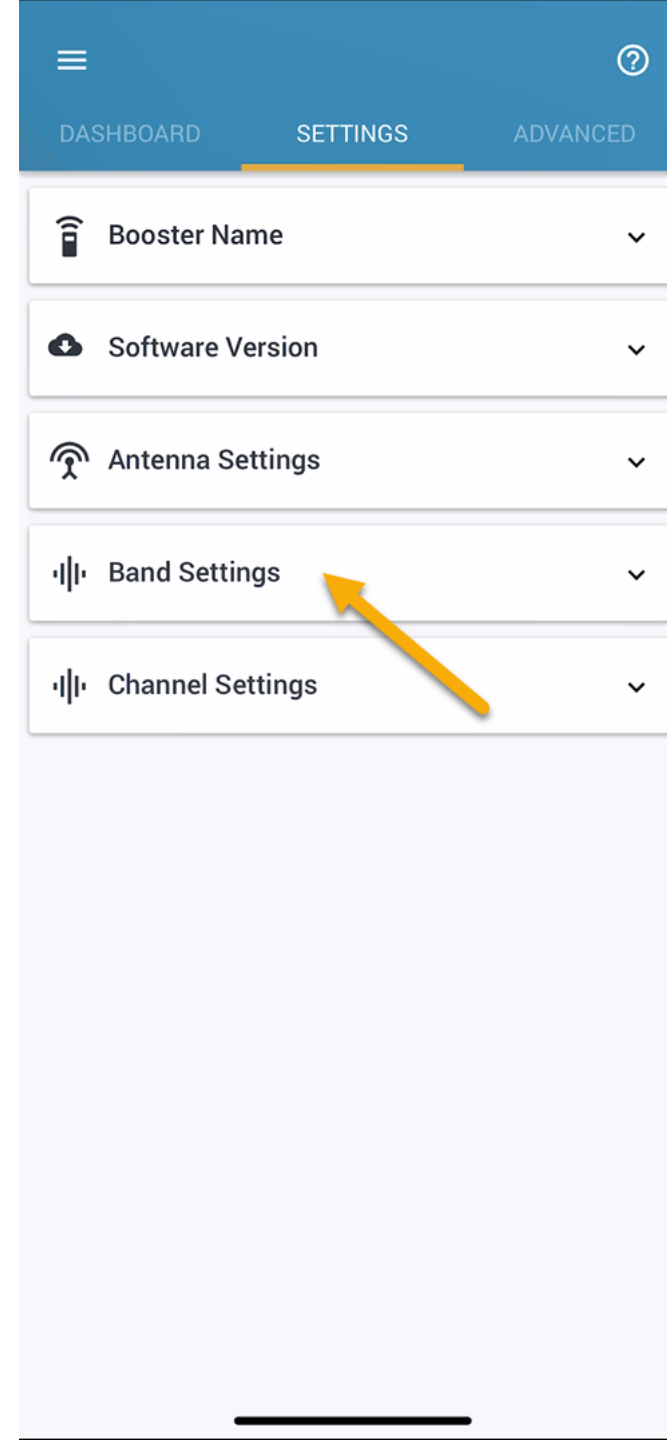 DASHBOARD SETTINGS ADVANCED
Booster Name
Software Version
Antenna Settings
Band Settings
Channel Settings